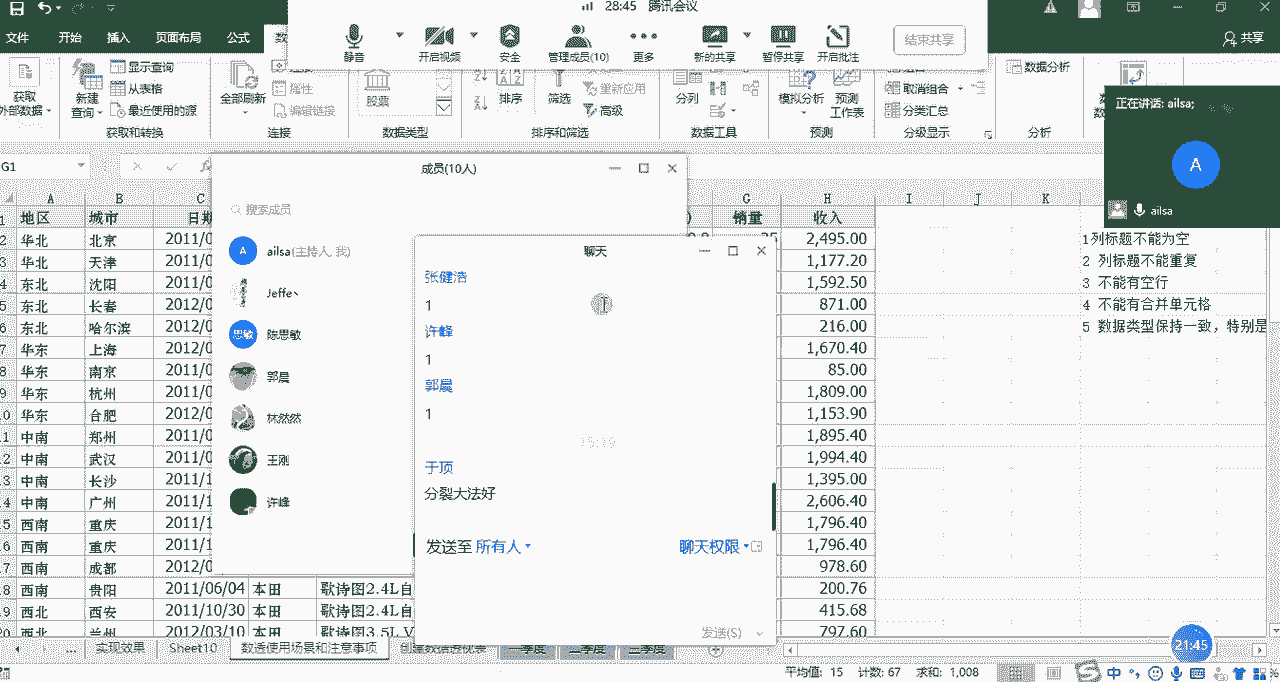 28:45 腾讯会议
文件 开始 插入 页面布局 公式 数
静音 开启视频 安全 管理成员(10) 更多 新的共享 暂停共享 开启批注 结束共享
共享
获取
外部数据
新建
查询
显示查询
从表格
最近使用的源
获取和转换
全部刷新
属性
编辑链接
连接
股票
数据类型
排序
筛选
重新应用
高级
排序和筛选
分列
数据工具
模拟分析
预测
工作表
预测
取消组合
分类汇总
分级显示
数据分析
分析
正在讲话: ailsa;
A
ailsa
G1
A B C G H I J K
1 地区 城市 日期 销量 收入
2 华北 北京 2011/0 2,495.00
3 华北 天津 2011/0 1,177.20
4 东北 沈阳 2011/0 1,592.50
5 东北 长春 2012/0 871.00
6 东北 哈尔滨 2012/0 216.00
7 华东 上海 2012/0 1,670.40
8 华东 南京 2011/0 85.00
9 华东 杭州 2012/0 1,809.00
0 华东 合肥 2012/0 1,153.90
1 中南 郑州 2011/0 1,895.40
2 中南 武汉 2011/0 1,994.40
3 中南 长沙 2011/1 1,395.00
4 中南 广州 2011/1 2,606.40
5 西南 重庆 2011/1 1,796.40
6 西南 重庆 2011/1 1,796.40
7 西南 成都 2012/0 978.60
8 西南 贵阳 2011/06/04 本田 歌诗图2.4L自 200.76
9 西北 西安 2011/10/30 本田 歌诗图2.4L自 415.68
20 西北 兰州 2012/03/10 本田 歌诗图3.5L V 797.60
1列标题不能为空
2 列标题不能重复
3 不能有空行
4 不能合并单元格
5 数据类型保持一致，特别是
成员(10人)
搜索成员
A ailsa(主持人, 我)
Jeffe丶
思敏 陈思敏
郭晨
林然然
王刚
许峰
聊天
张健浩
1
许峰
1
郭晨
1
15:19
于顶
分裂大法好
发送至 所有人
聊天权限
发送(S)
实现效果 Sheet10 数透使用场景和注意事项 创建数据透视表 一季度 二季度 三季度
21:45
平均值: 15 计数: 67 求和: 1,008
中